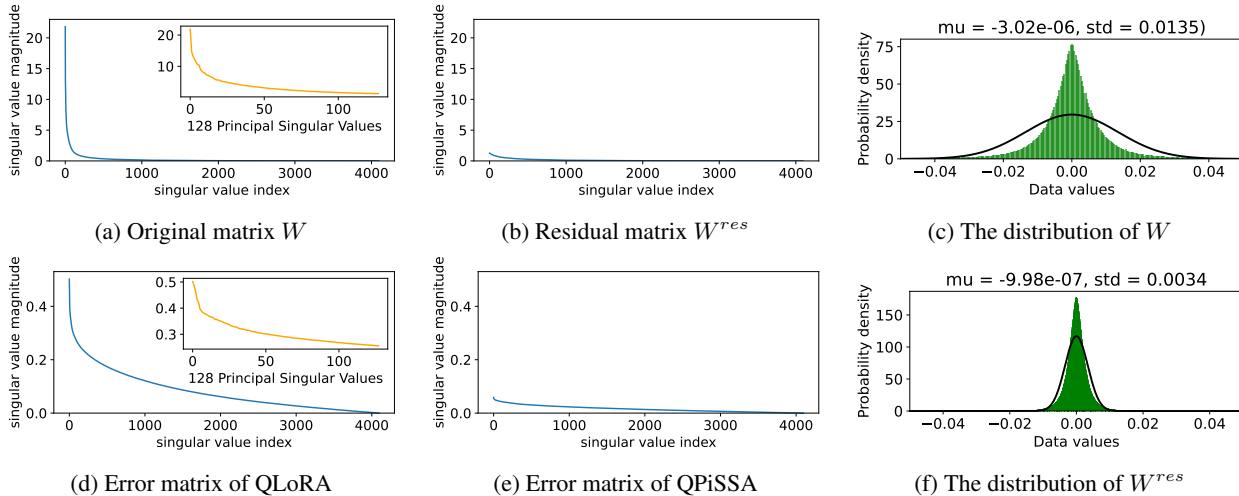 singular value magnitude
20
15
10
5
0
20
10
0
50
100
128 Principal Singular Values
0
1000
2000
3000
4000
singular value index
(a) Original matrix W
singular value magnitude
20
15
10
5
0
0
1000
2000
3000
4000
singular value index
(b) Residual matrix W^{res}
mu = -3.02e-06, std = 0.0135)
Probability density
75
50
25
0
−0.04
−0.02
0.00
0.02
0.04
Data values
(c) The distribution of W
singular value magnitude
0.4
0.2
0.0
0.5
0.4
0.3
0
50
100
128 Principal Singular Values
0
1000
2000
3000
4000
singular value index
(d) Error matrix of QLoRA
singular value magnitude
0.4
0.2
0.0
0
1000
2000
3000
4000
singular value index
(e) Error matrix of QPiSSA
mu = -9.98e-07, std = 0.0034
Probability density
150
100
50
0
−0.04
−0.02
0.00
0.02
0.04
Data values
(f) The distribution of W^{res}